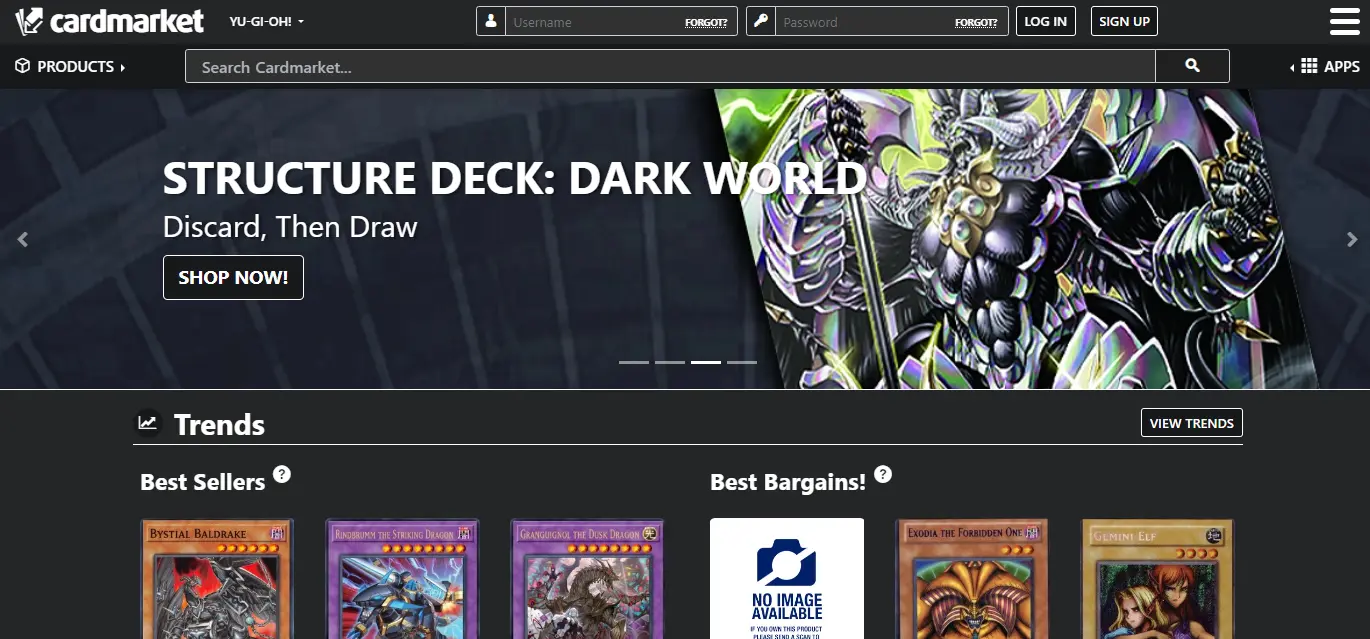 cardmarket
YU-GI-OH!
Username
FORGOT?
Password
FORGOT?
LOG IN
SIGN UP
PRODUCTS
Search Cardmarket...
APPS
STRUCTURE DECK: DARK WORLD
Discard, Then Draw
SHOP NOW!
Trends
VIEW TRENDS
Best Sellers ?
Best Bargains! ?
BYSTIAL BALDRAKE
RINDBRUMM THE STRIKING DRAGON
GRANGUIGNOL THE DUSK DRAGON
NO IMAGE
AVAILABLE
IF YOU OWN THIS PRODUCT
PLEASE SEND A SCAN TO
EXODIA THE FORBIDDEN ONE
GEMINI ELF